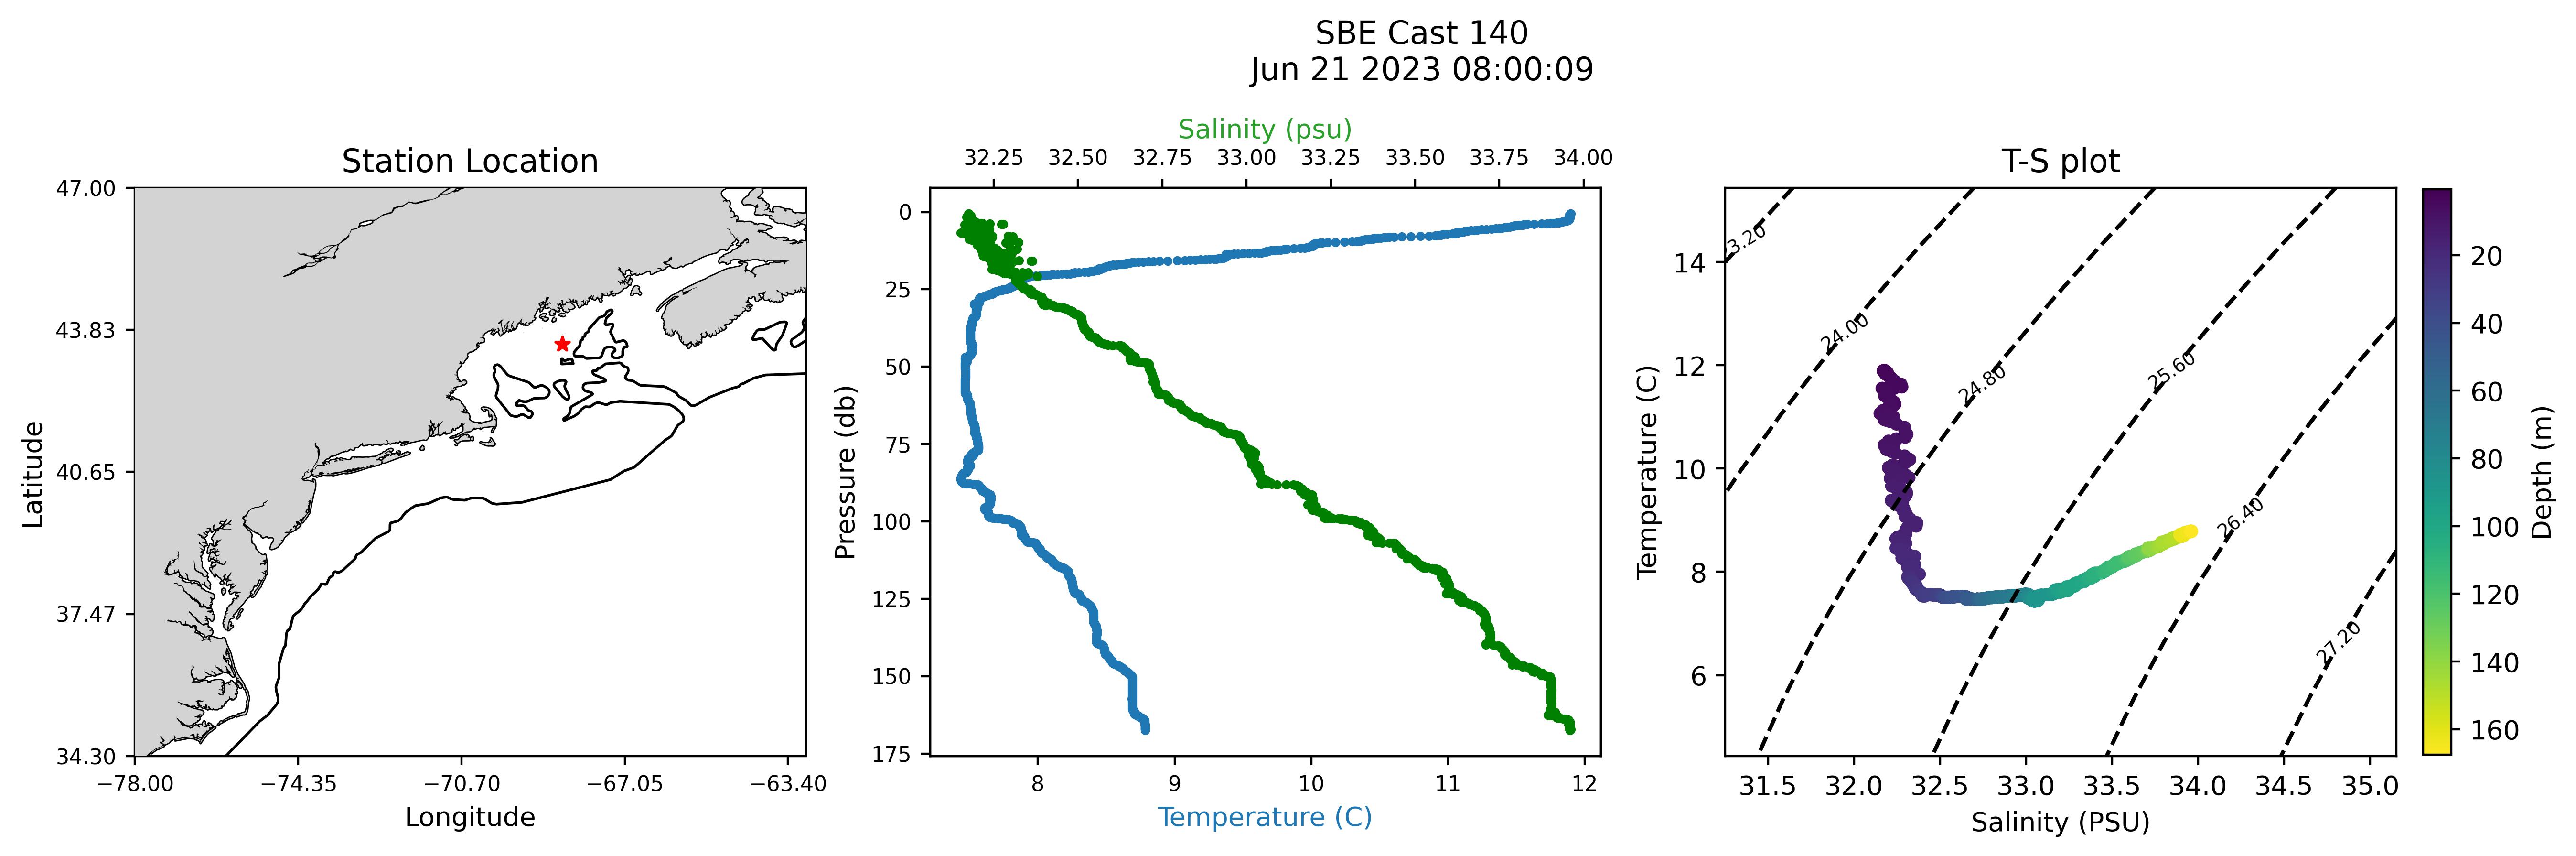 SBE Cast 140
Jun 21 2023 08:00:09
Station Location
47.00
43.83
40.65
37.47
34.30
Latitude
−78.00 −74.35 −70.70 −67.05 −63.40
Longitude
Salinity (psu)
32.25 32.50 32.75 33.00 33.25 33.50 33.75 34.00
0
25
50
75
100
125
150
175
Pressure (db)
8 9 10 11 12
Temperature (C)
T-S plot
14
12
10
8
6
Temperature (C)
3.20
24.00
24.80
25.60
26.40
27.20
31.5 32.0 32.5 33.0 33.5 34.0 34.5 35.0
Salinity (PSU)
20
40
60
80
100
120
140
160
Depth (m)